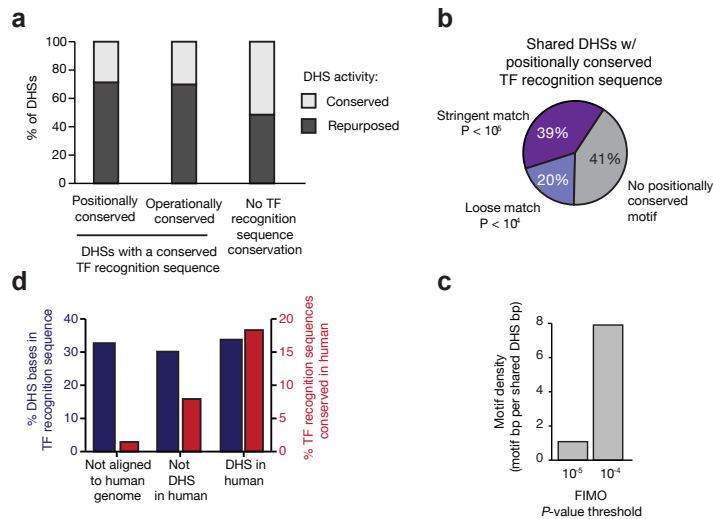 a
100
80
60
40
20
0
% of DHSs
DHS activity:
Conserved
Repurposed
Positionally
conserved
Operationally
conserved
No TF
recognition
sequence
conservation
DHSs with a conserved
TF recognition sequence
b
Shared DHSs w/
positionally conserved
TF recognition sequence
Stringent match
P < 10⁵
39%
41%
20%
Loose match
P < 10⁴
No positionally
conserved
motif
c
8
6
4
2
0
Motif density
(motif bp per shared DHS bp)
10⁻⁵
10⁻⁴
FIMO
P-value threshold
d
40
30
20
10
0
% DHS bases in
TF recognition sequence
20
15
10
5
0
% TF recognition sequences
conserved in human
Not aligned
to human
genome
Not
DHS
in human
DHS in
human